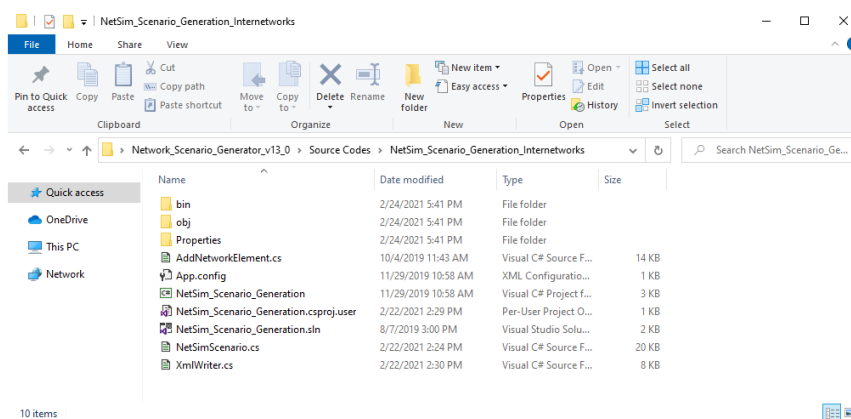 NetSim_Scenario_Generation_Internetworks
File Home Share View
Pin to Quick access
Copy
Paste
Cut
Copy path
Paste shortcut
Clipboard
Move to
Copy to
Delete
Rename
Organize
New folder
New item
Easy access
New
Properties
Open
Edit
History
Open
Select all
Select none
Invert selection
Select
Network_Scenario_Generator_v13_0 > Source Codes > NetSim_Scenario_Generation_Internetworks
Search NetSim_Scenario_Ge...
Quick access
OneDrive
This PC
Network
Name Date modified Type Size
bin 2/24/2021 5:41 PM File folder
obj 2/24/2021 5:41 PM File folder
Properties 2/24/2021 5:41 PM File folder
AddNetworkElement.cs 10/4/2019 11:43 AM Visual C# Source F... 14 KB
App.config 11/29/2019 10:58 AM XML Configuratio... 1 KB
NetSim_Scenario_Generation 11/29/2019 10:58 AM Visual C# Project f... 3 KB
NetSim_Scenario_Generation.csproj.user 2/22/2021 2:29 PM Per-User Project O... 1 KB
NetSim_Scenario_Generation.sln 8/7/2019 3:00 PM Visual Studio Solu... 2 KB
NetSimScenario.cs 2/22/2021 2:24 PM Visual C# Source F... 20 KB
XmlWriter.cs 2/22/2021 2:30 PM Visual C# Source F... 8 KB
10 items